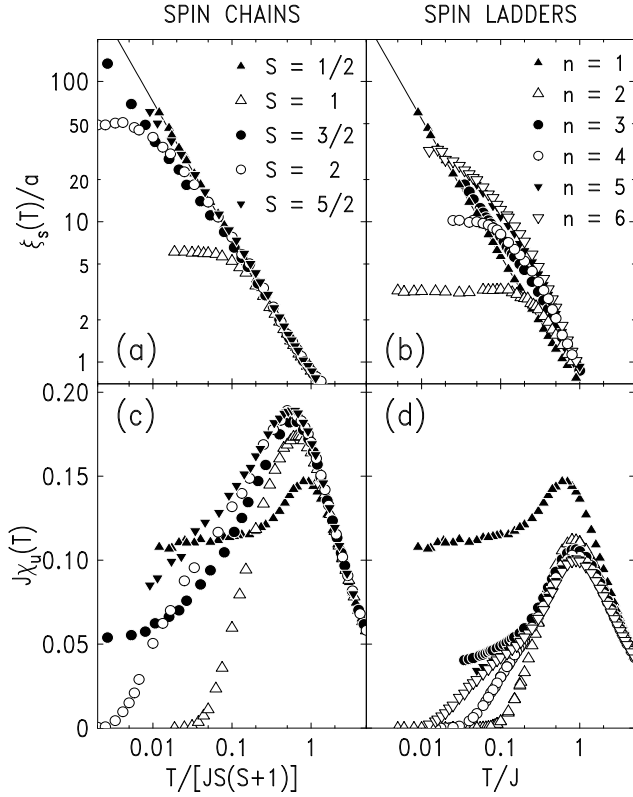 SPIN CHAINS SPIN LADDERS
100
50
20
10
5
2
1
ξs(T)/a
S = 1/2
S = 1
S = 3/2
S = 2
S = 5/2
(a)
n = 1
n = 2
n = 3
n = 4
n = 5
n = 6
(b)
0.20
0.15
0.10
0.05
0
Jχu(T)
(c)
(d)
0.01 0.1 1 0.01 0.1 1
T/[JS(S+1)] T/J